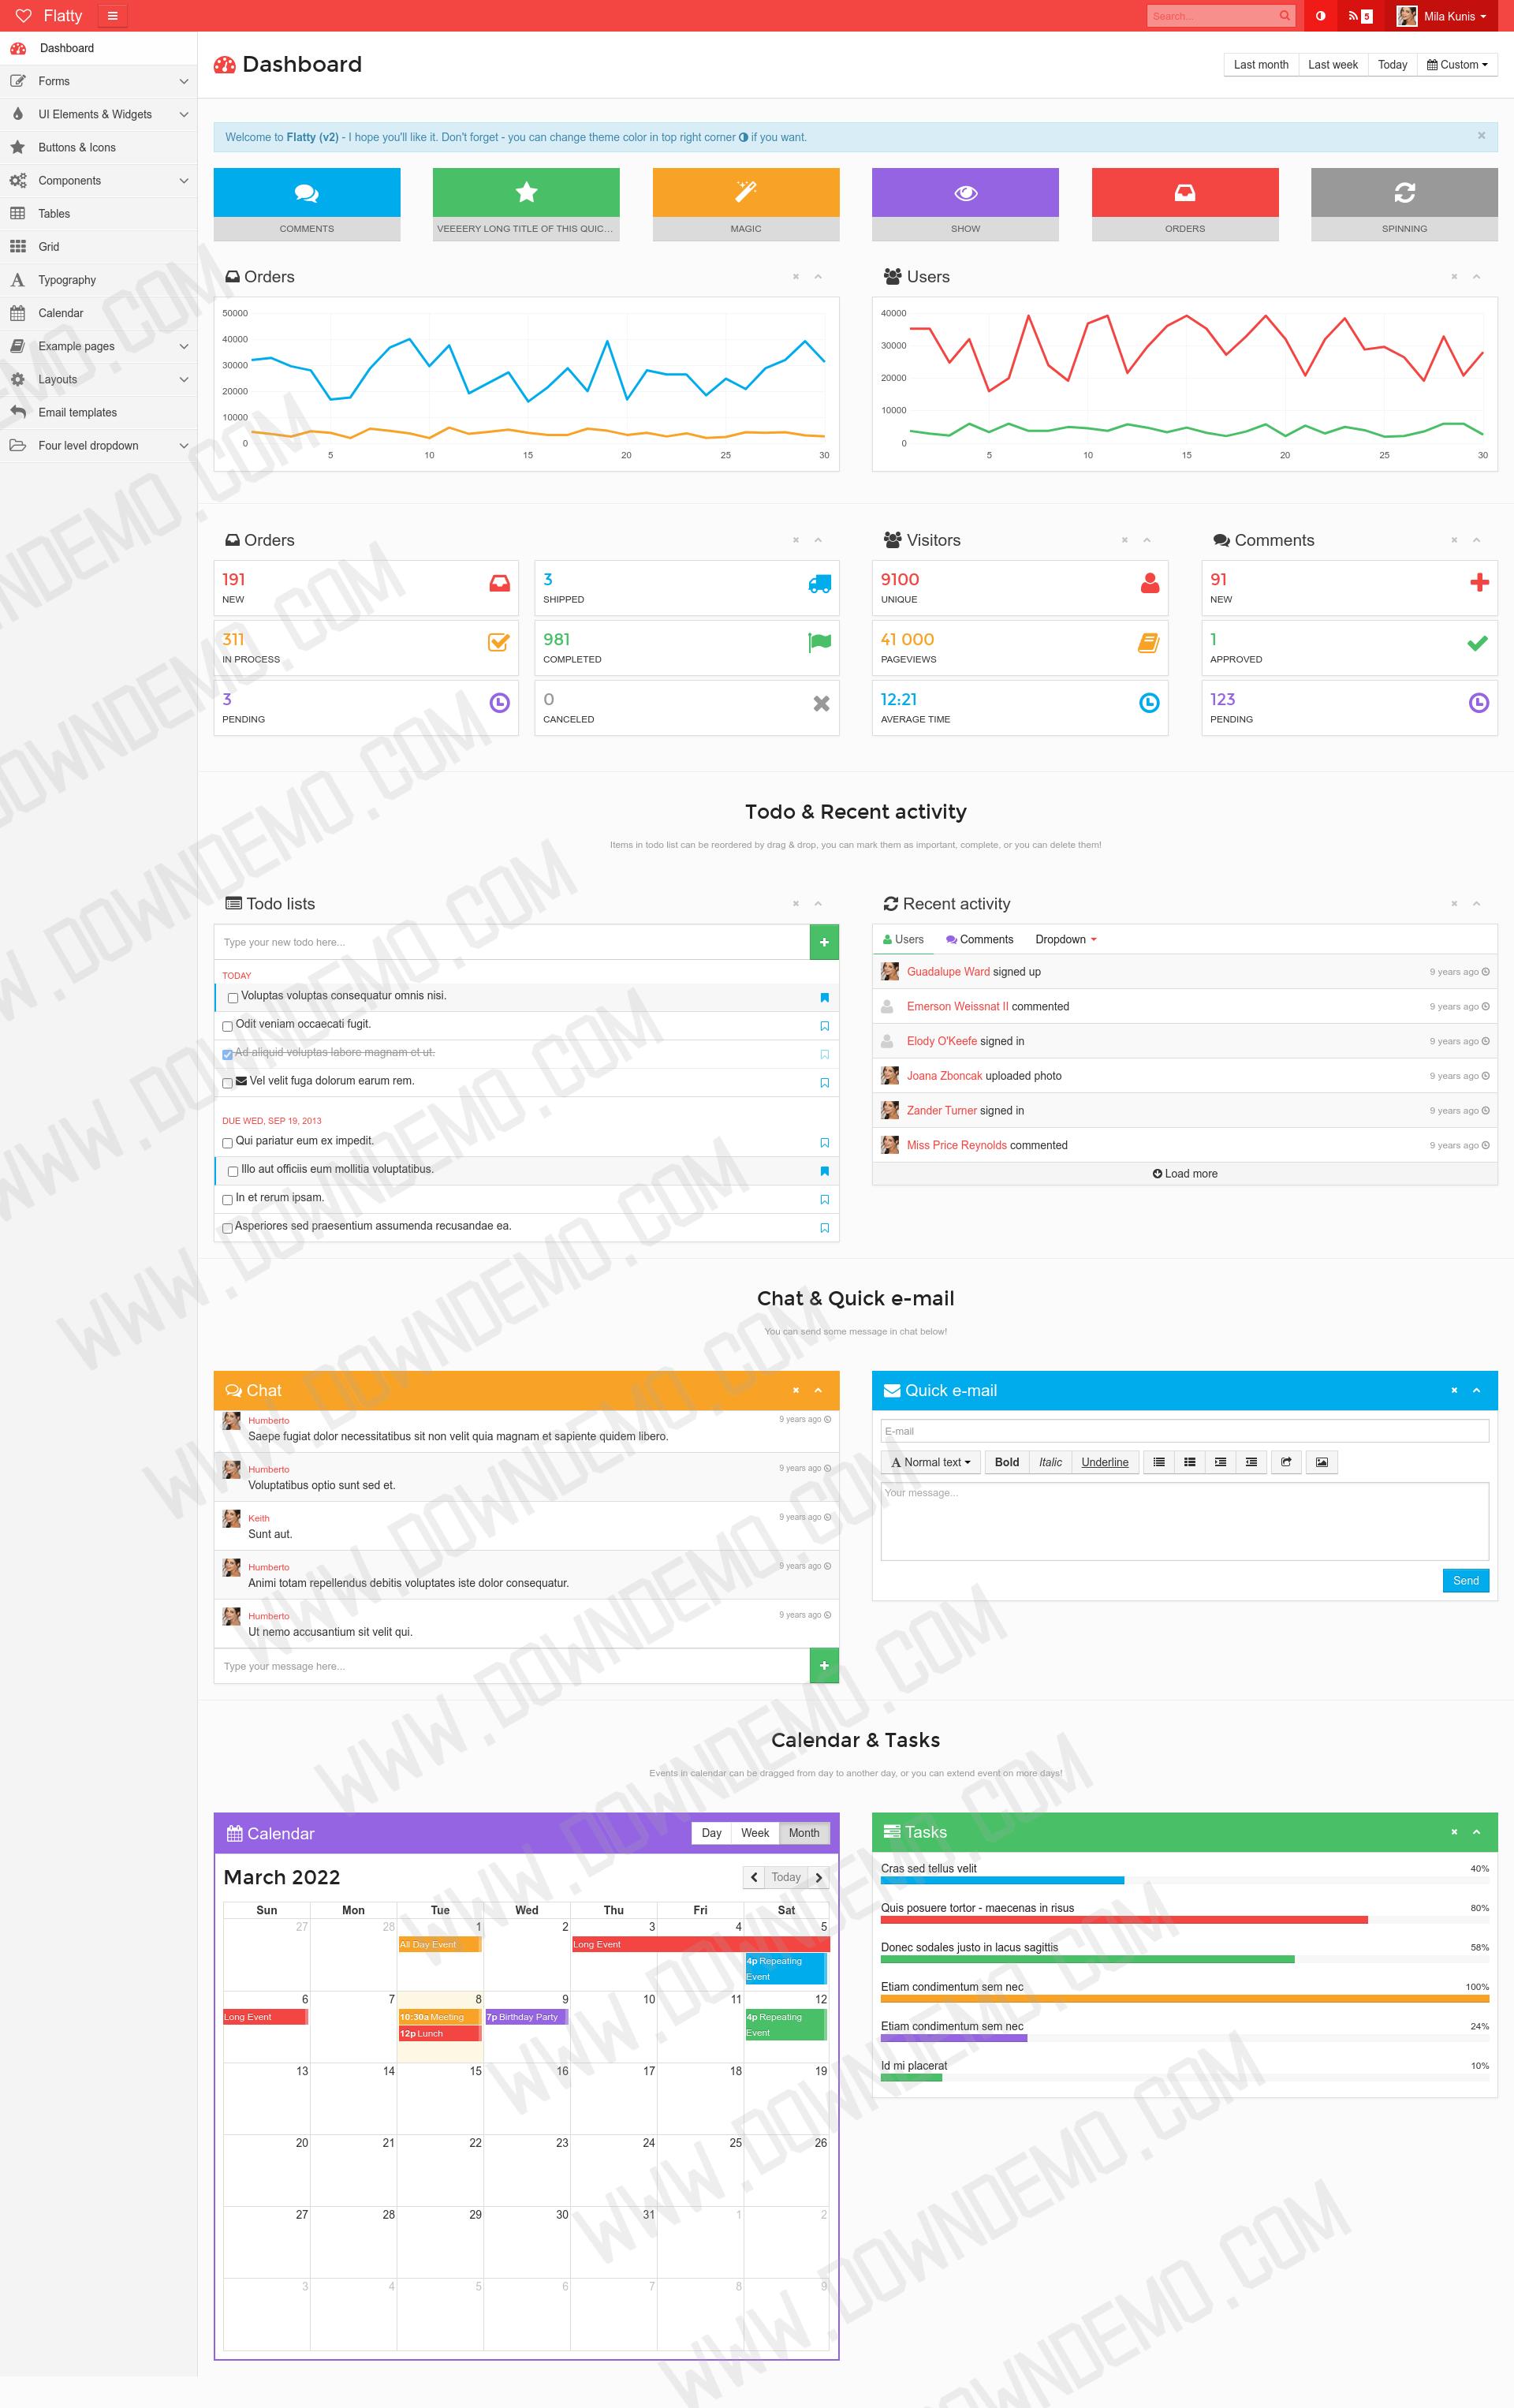 Flatty
Search...
5
Mila Kunis
Dashboard
Forms
UI Elements & Widgets
Buttons & Icons
Components
Tables
Grid
Typography
Calendar
Example pages
Layouts
Email templates
Four level dropdown
Dashboard
Last month Last week Today Custom
Welcome to Flatty (v2) - I hope you'll like it. Don't forget - you can change theme color in top right corner if you want.
COMMENTS
VEEEERY LONG TITLE OF THIS QUIC...
MAGIC
SHOW
ORDERS
SPINNING
Orders
50000
40000
30000
20000
10000
0
5 10 15 20 25 30
Users
40000
30000
20000
10000
0
5 10 15 20 25 30
Orders
191
NEW
3
SHIPPED
311
IN PROCESS
981
COMPLETED
3
PENDING
0
CANCELED
Visitors
9100
UNIQUE
41 000
PAGEVIEWS
12:21
AVERAGE TIME
Comments
91
NEW
1
APPROVED
123
PENDING
Todo & Recent activity
Items in todo list can be reordered by drag & drop, you can mark them as important, complete, or you can delete them!
Todo lists
Type your new todo here...
TODAY
Voluptas voluptas consequatur omnis nisi.
Odit veniam occaecati fugit.
Ad aliquid voluptas labore magnam et ut.
Vel velit fuga dolorum earum rem.
DUE WED, SEP 19, 2013
Qui pariatur eum ex impedit.
Illo aut officiis eum mollitia voluptatibus.
In et rerum ipsam.
Asperiores sed praesentium assumenda recusandae ea.
Recent activity
Users Comments Dropdown
Guadalupe Ward signed up 9 years ago
Emerson Weissnat II commented 9 years ago
Elody O'Keefe signed in 9 years ago
Joana Zboncak uploaded photo 9 years ago
Zander Turner signed in 9 years ago
Miss Price Reynolds commented 9 years ago
Load more
Chat & Quick e-mail
You can send some message in chat below!
Chat
Humberto 9 years ago
Saepe fugiat dolor necessitatibus sit non velit quia magnam et sapiente quidem libero.
Humberto 9 years ago
Voluptatibus optio sunt sed et.
Keith 9 years ago
Sunt aut.
Humberto 9 years ago
Animi totam repellendus debitis voluptates iste dolor consequatur.
Humberto 9 years ago
Ut nemo accusantium sit velit qui.
Type your message here...
Quick e-mail
E-mail
Normal text Bold Italic Underline
Your message...
Send
Calendar & Tasks
Events in calendar can be dragged from day to another day, or you can extend event on more days!
Calendar
Day Week Month
March 2022
Today
Sun Mon Tue Wed Thu Fri Sat
27 28 1 2 3 4 5
All Day Event
Long Event
4p Repeating
Event
6 7 8 9 10 11 12
Long Event
10:30a Meeting
12p Lunch
7p Birthday Party
4p Repeating
Event
13 14 15 16 17 18 19
20 21 22 23 24 25 26
27 28 29 30 31 1 2
3 4 5 6 7 8 9
Tasks
Cras sed tellus velit 40%
Quis posuere tortor - maecenas in risus 80%
Donec sodales justo in lacus sagittis 58%
Etiam condimentum sem nec 100%
Etiam condimentum sem nec 24%
Id mi placerat 10%
WWW.DOWNDEMO.COM